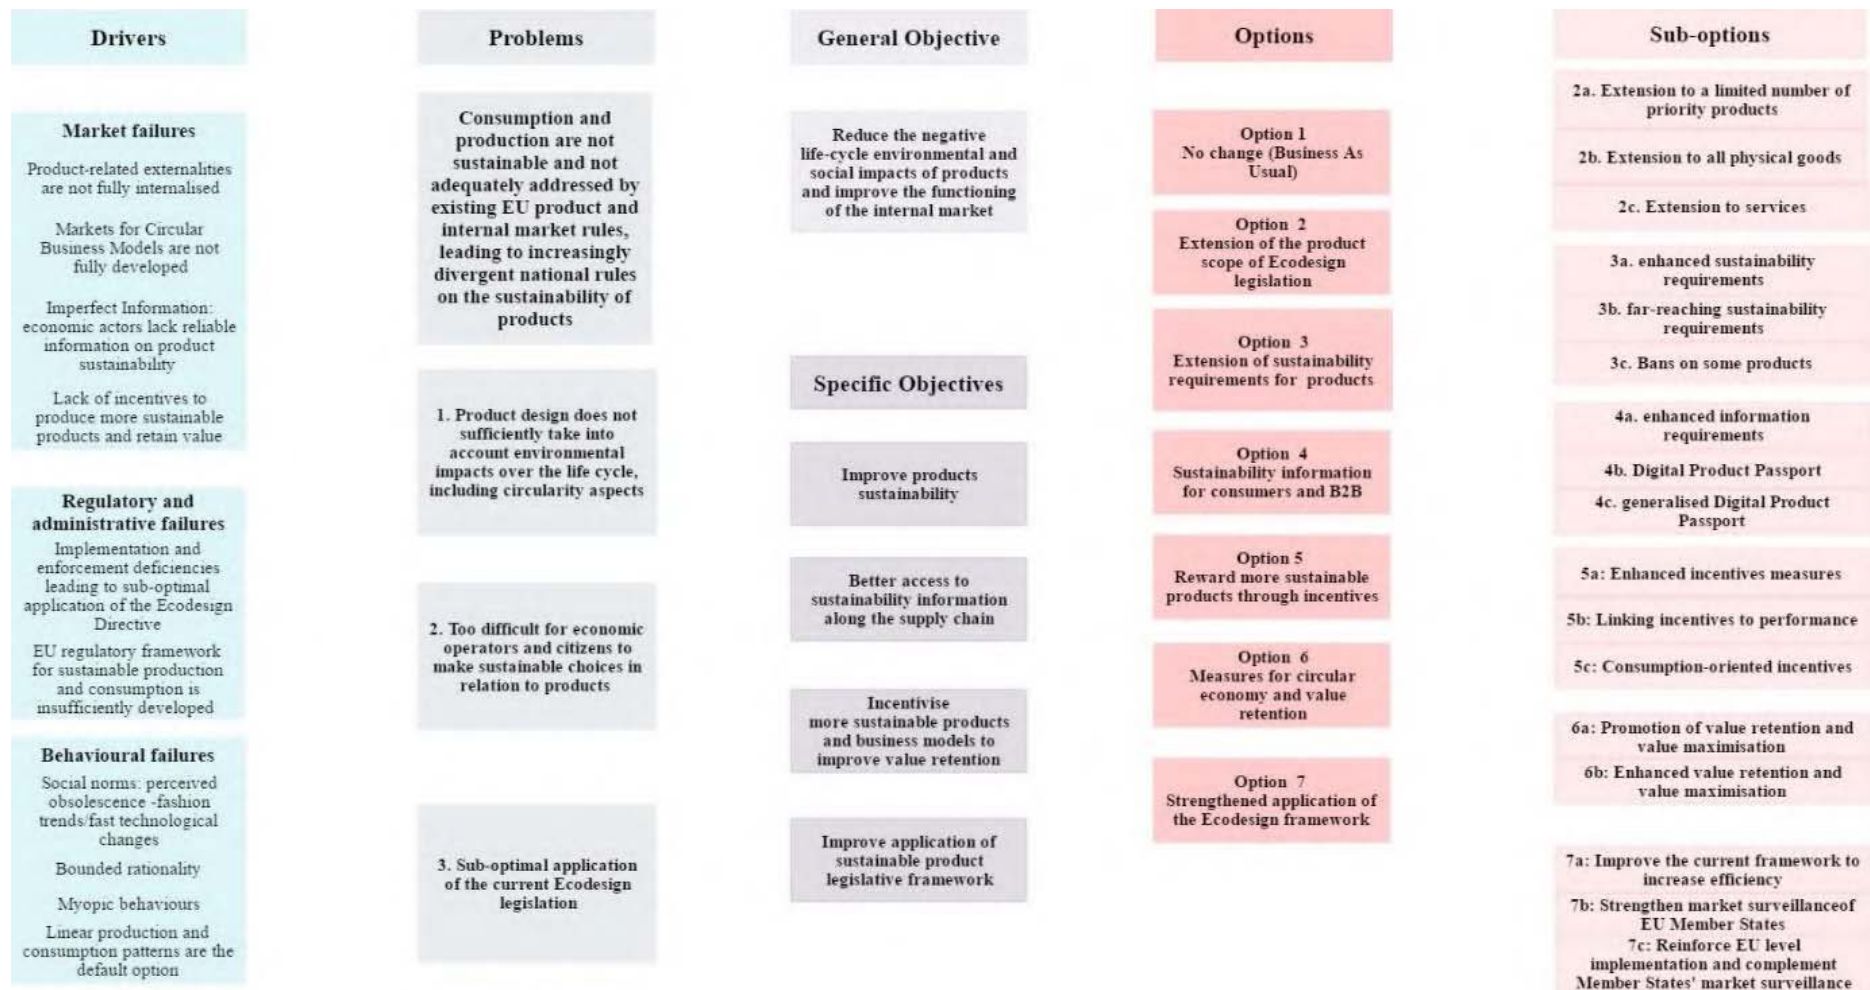 Drivers
Market failures
Product-related externalities
are not fully internalised
Markets for Circular
Business Models are not
fully developed
Imperfect Information:
economic actors lack reliable
information on product
sustainability
Lack of incentives to
produce more sustainable
products and retain value
Regulatory and
administrative failures
Implementation and
enforcement deficiencies
leading to sub-optimal
application of the Ecodesign
Directive
EU regulatory framework
for sustainable production
and consumption is
insufficiently developed
Behavioural failures
Social norms: perceived
obsolescence -fashion
trends/fast technological
changes
Bounded rationality
Myopic behaviours
Linear production and
consumption patterns are the
default option
Problems
Consumption and
production are not
sustainable and not
adequately addressed by
existing EU product and
internal market rules,
leading to increasingly
divergent national rules
on the sustainability of
products
1. Product design does not
sufficiently take into
account environmental
impacts over the life cycle,
including circularity aspects
2. Too difficult for economic
operators and citizens to
make sustainable choices in
relation to products
3. Sub-optimal application
of the current Ecodesign
legislation
General Objective
Reduce the negative
life-cycle environmental and
social impacts of products
and improve the functioning
of the internal market
Specific Objectives
Improve products
sustainability
Better access to
sustainability information
along the supply chain
Incentivise
more sustainable products
and business models to
improve value retention
Improve application of
sustainable product
legislative framework
Options
Option 1
No change (Business As
Usual)
Option 2
Extension of the product
scope of Ecodesign
legislation
Option 3
Extension of sustainability
requirements for products
Option 4
Sustainability information
for consumers and B2B
Option 5
Reward more sustainable
products through incentives
Option 6
Measures for circular
economy and value
retention
Option 7
Strengthened application of
the Ecodesign framework
Sub-options
2a. Extension to a limited number of
priority products
2b. Extension to all physical goods
2c. Extension to services
3a. enhanced sustainability
requirements
3b. far-reaching sustainability
requirements
3c. Bans on some products
4a. enhanced information
requirements
4b. Digital Product Passport
4c. generalised Digital Product
Passport
5a: Enhanced incentives measures
5b: Linking incentives to performance
5c: Consumption-oriented incentives
6a: Promotion of value retention and
value maximisation
6b: Enhanced value retention and
value maximisation
7a: Improve the current framework to
increase efficiency
7b: Strengthen market surveillanceof
EU Member States
7c: Reinforce EU level
implementation and complement
Member States' market surveillance